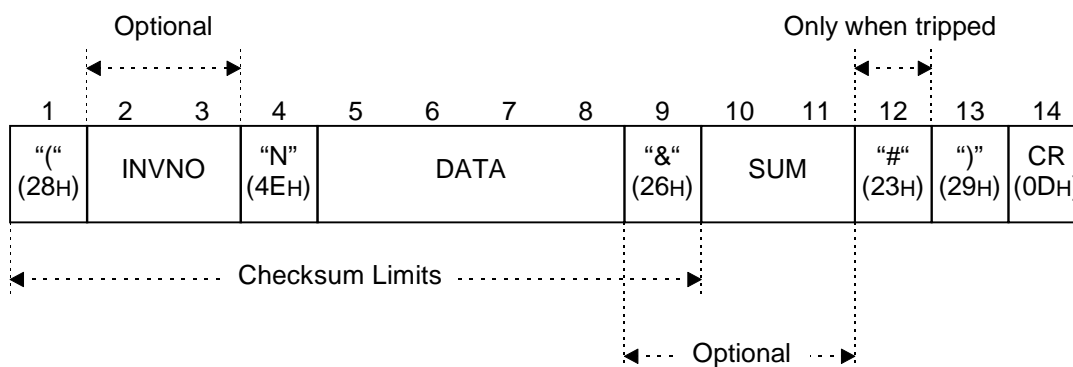 Optional Only when tripped
1 2 3 4 5 6 7 8 9 10 11 12 13 14
“(“ INVNO “N” DATA “&“ SUM “#“ “)” CR
(28H) (4EH) (26H) (23H) (29H) (0DH)
Checksum Limits
Optional